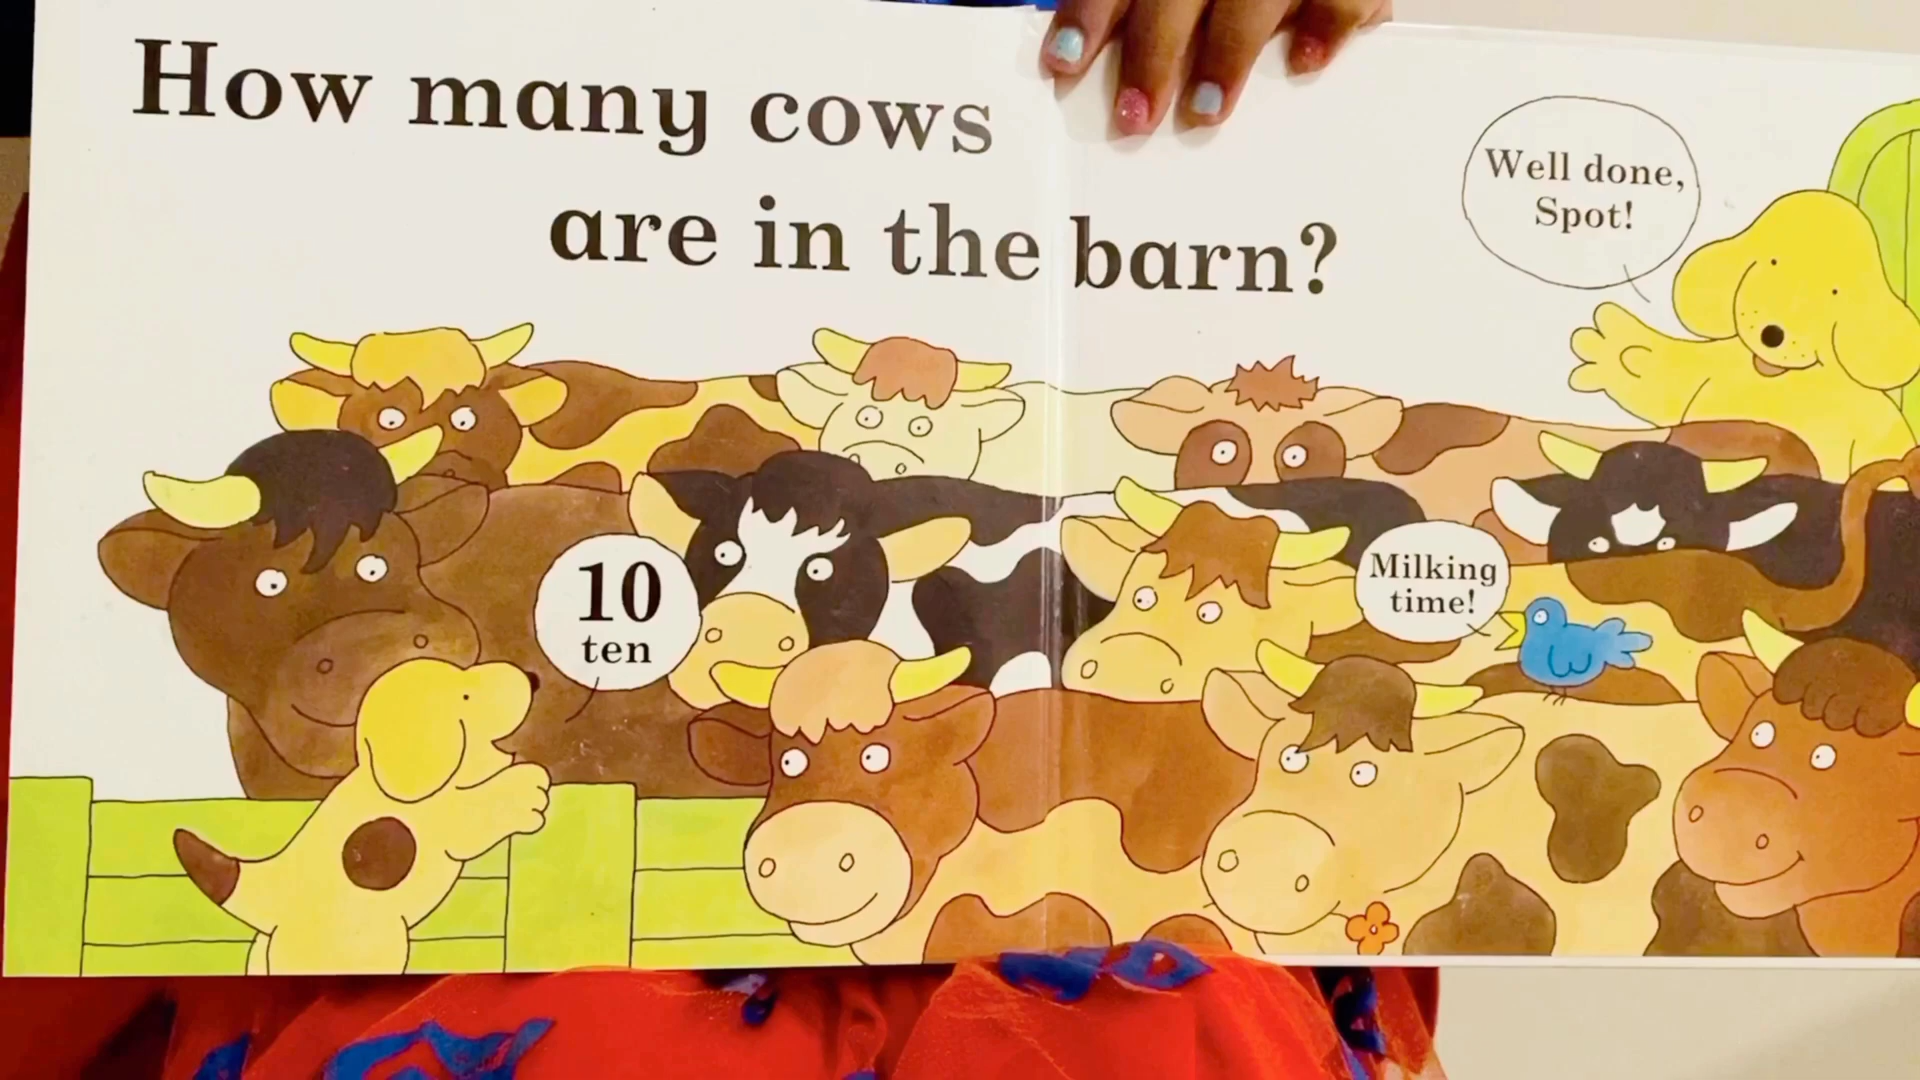 How many cows
are in the barn?
Well done,
Spot!
10
ten
Milking
time!